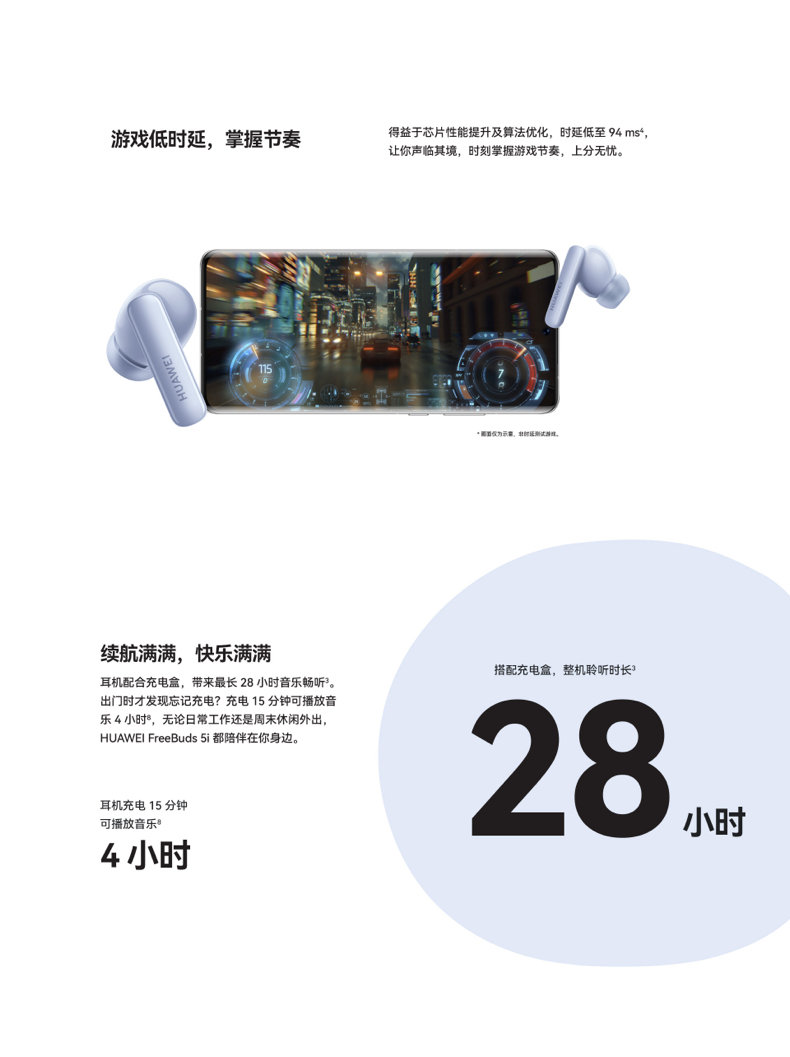 游戏低时延，掌握节奏
得益于芯片性能提升及算法优化，时延低至 94 ms⁴，
让你声临其境，时刻掌握游戏节奏，上分无忧。
HUAWEI
HUAWEI
115
D
7
D
* 画面仅为示意，非时延测试游戏。
续航满满，快乐满满
耳机配合充电盒，带来最长 28 小时音乐畅听³。
出门时才发现忘记充电？充电 15 分钟可播放音
乐 4 小时⁸，无论日常工作还是周末休闲外出，
HUAWEI FreeBuds 5i 都陪伴在你身边。
耳机充电 15 分钟
可播放音乐⁸
4 小时
搭配充电盒，整机聆听时长³
28 小时